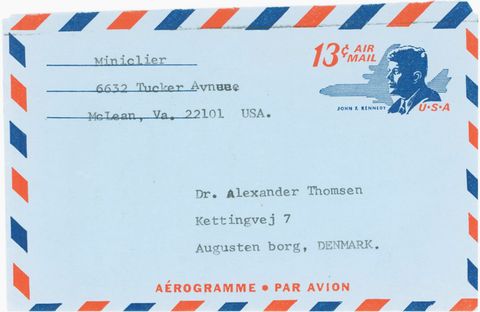 Miniclier
6632 Tucker Avnuue
McLean, Va. 22101 USA.
13¢ AIR MAIL
JOHN F. KENNEDY
U·S·A
Dr. Alexander Thomsen
Kettingvej 7
Augusten borg, DENMARK.
AÉROGRAMME • PAR AVION